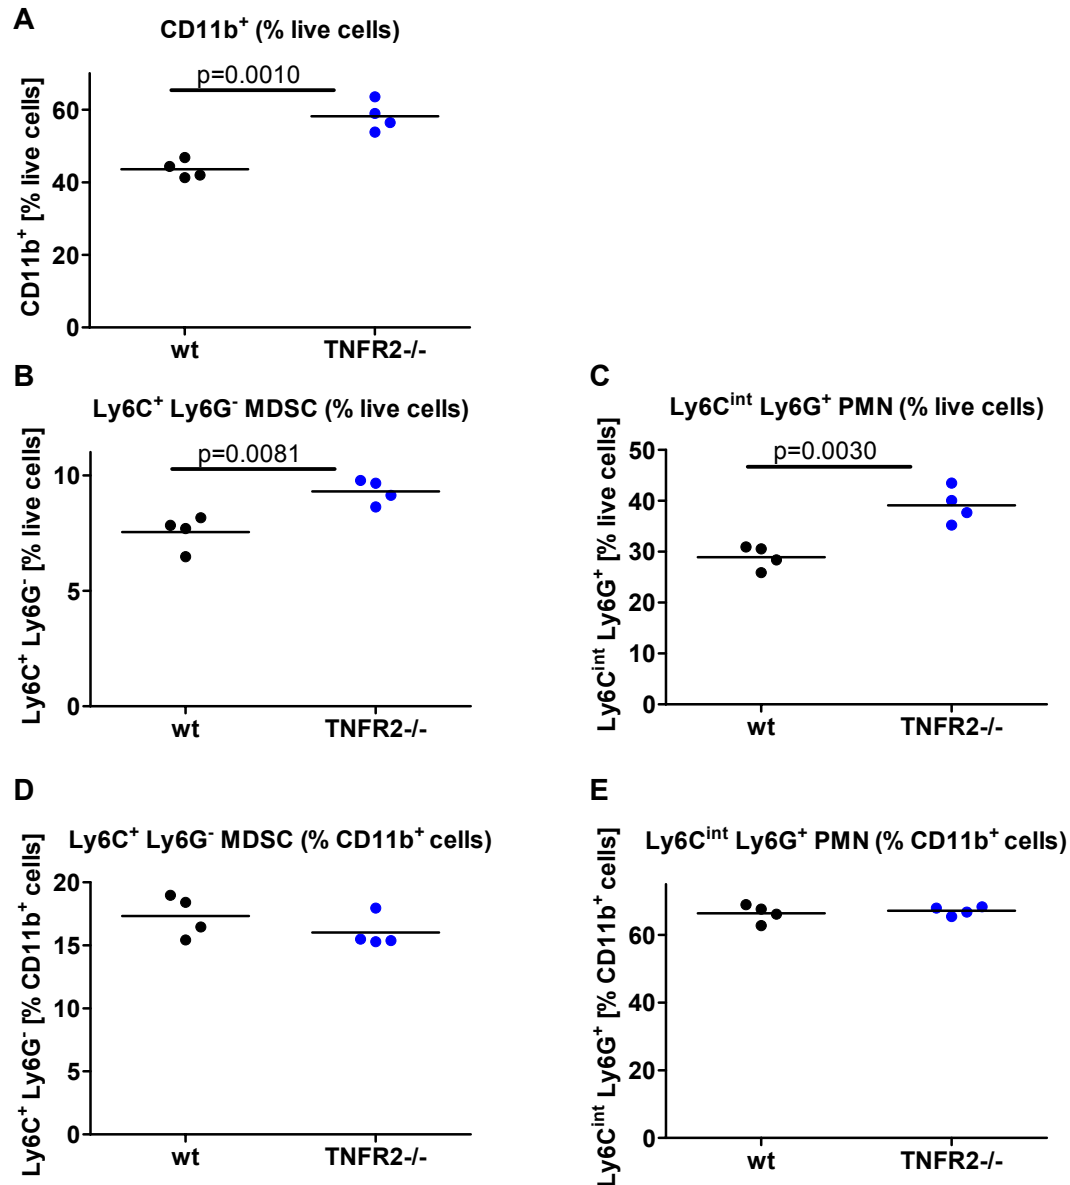 A
CD11b⁺ (% live cells)
p=0.0010
CD11b⁺ [% live cells]
60
40
20
0
wt TNFR2-/-
B
Ly6C⁺ Ly6G⁻ MDSC (% live cells)
p=0.0081
Ly6C⁺ Ly6G⁻ [% live cells]
10
5
0
wt TNFR2-/-
C
Ly6Cⁱⁿᵗ Ly6G⁺ PMN (% live cells)
p=0.0030
Ly6Cⁱⁿᵗ Ly6G⁺ [% live cells]
50
40
30
20
10
0
wt TNFR2-/-
D
Ly6C⁺ Ly6G⁻ MDSC (% CD11b⁺ cells)
Ly6C⁺ Ly6G⁻ [% CD11b⁺ cells]
20
15
10
5
0
wt TNFR2-/-
E
Ly6Cⁱⁿᵗ Ly6G⁺ PMN (% CD11b⁺ cells)
Ly6Cⁱⁿᵗ Ly6G⁺ [% CD11b⁺ cells]
60
40
20
0
wt TNFR2-/-